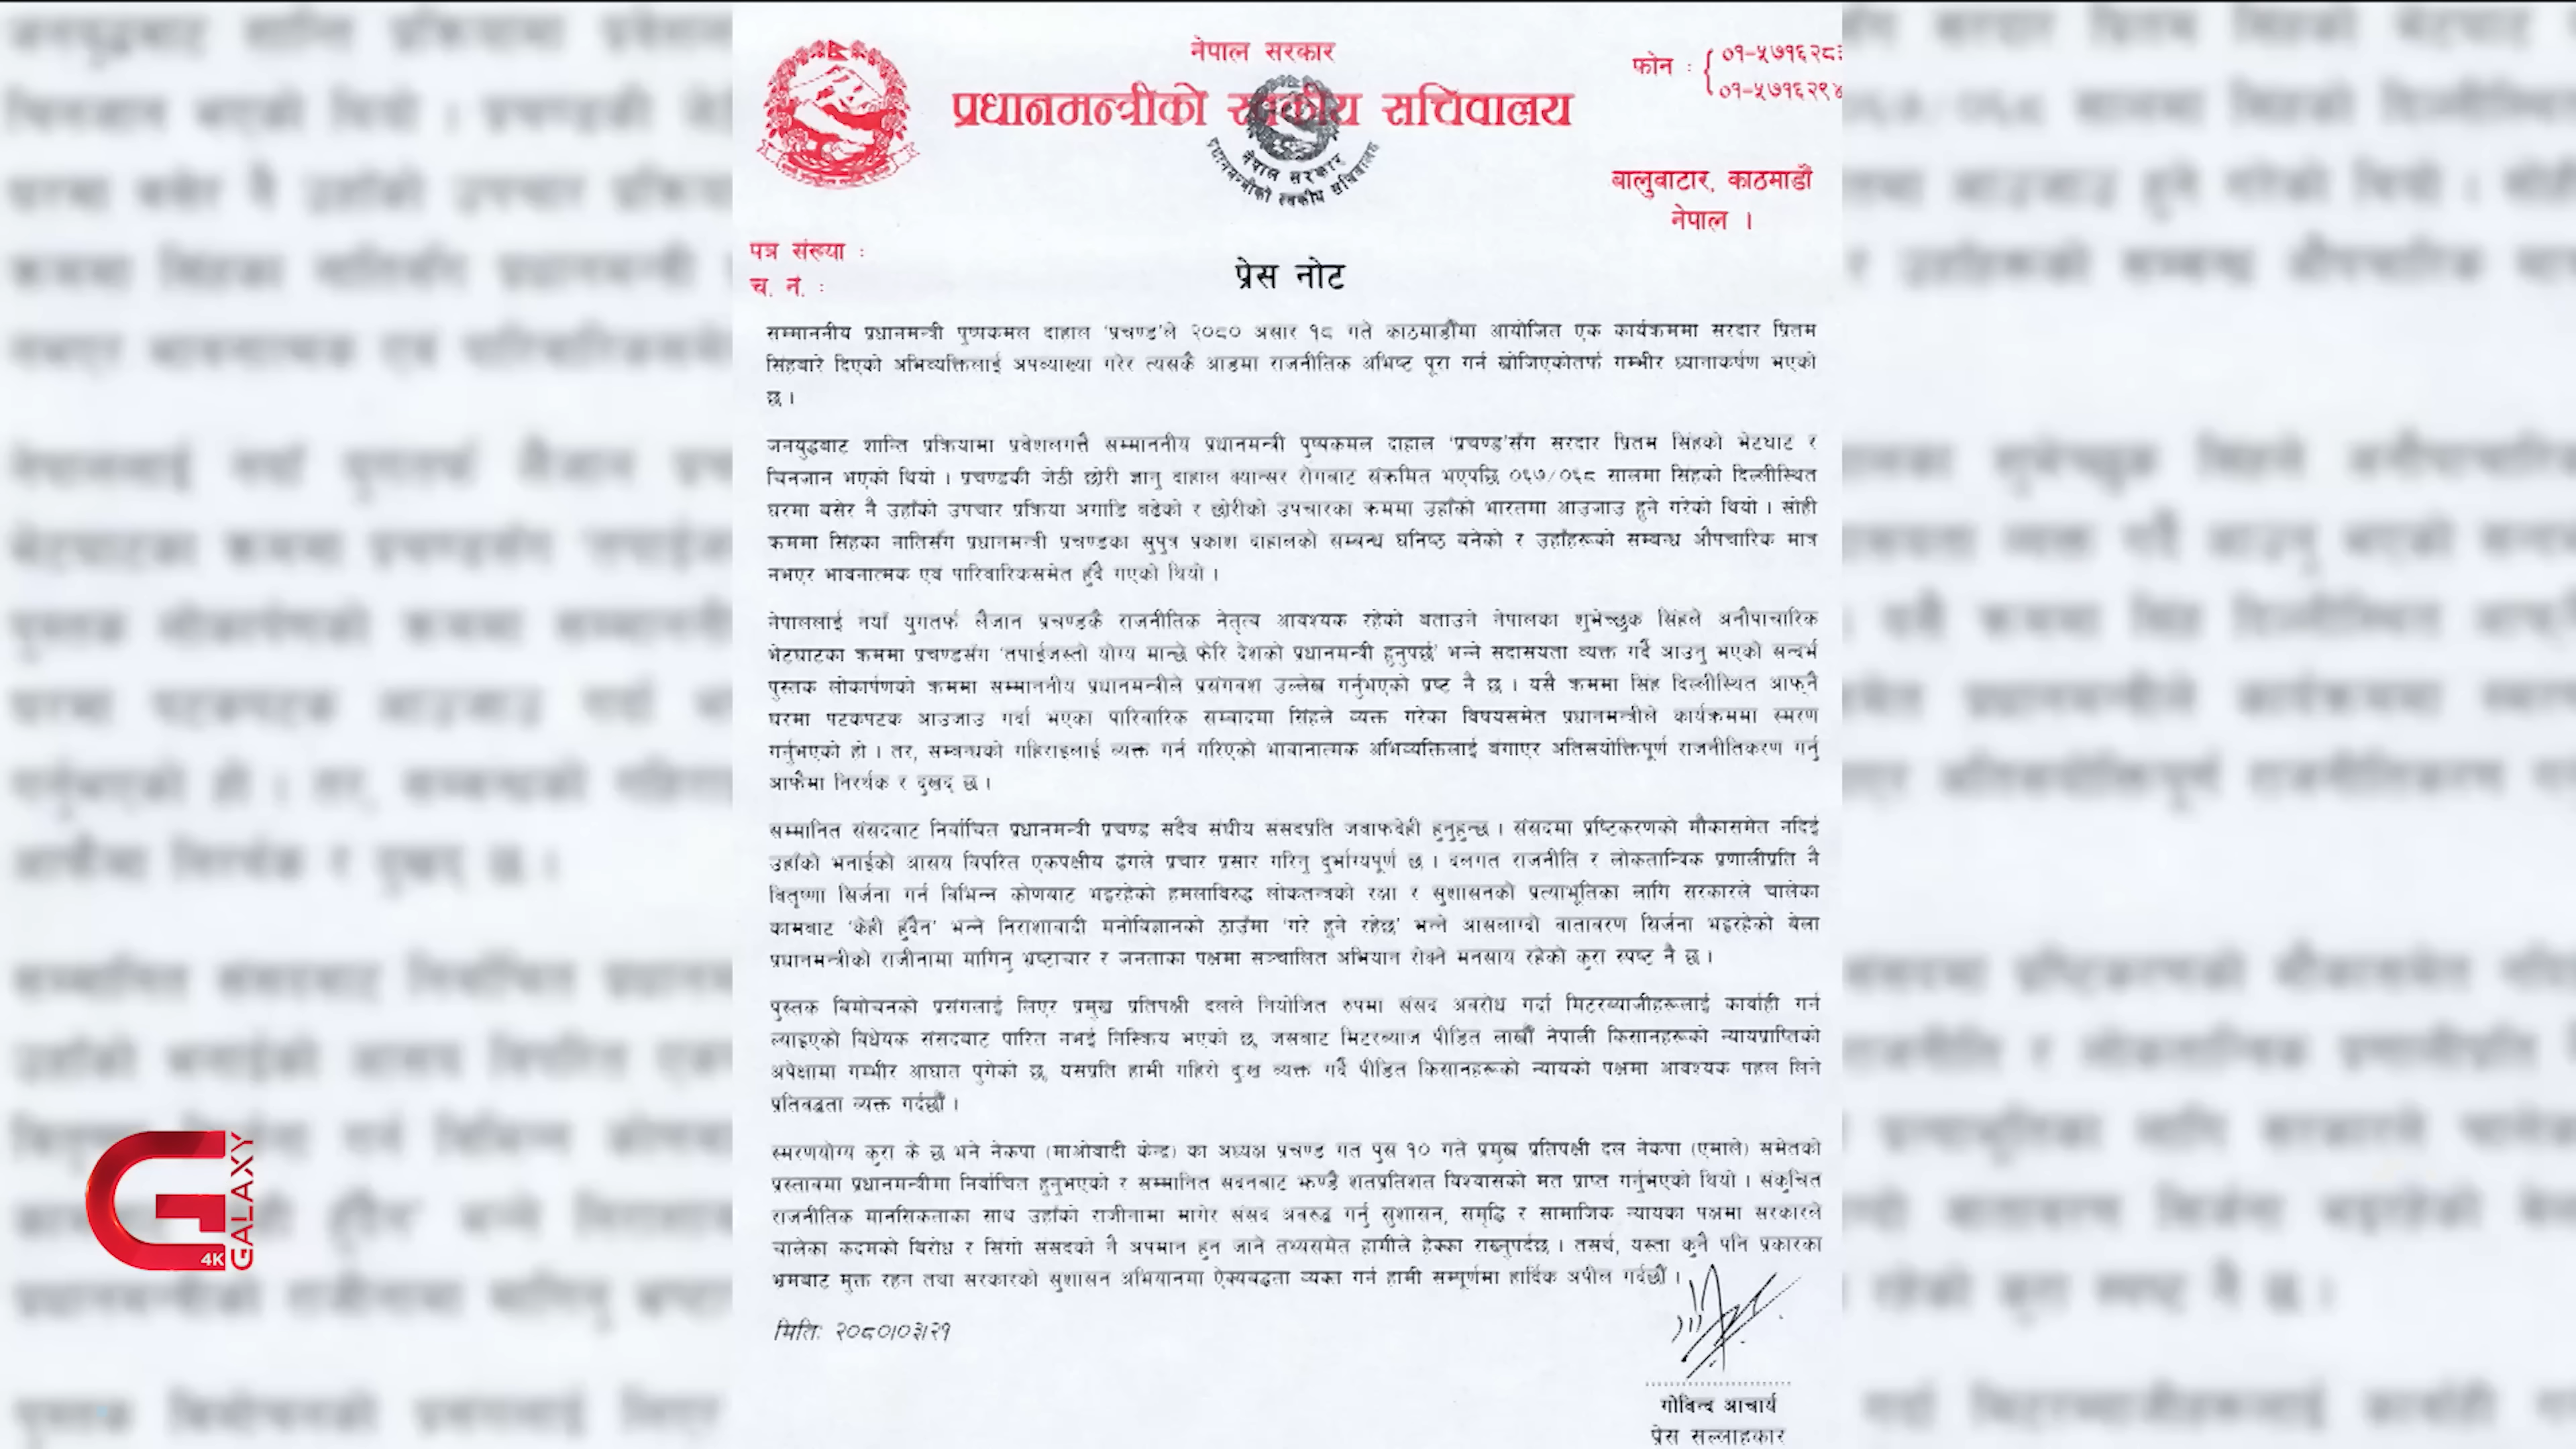 नेपाल सरकार
प्रधानमन्त्रीको स्वकीय सचिवालय
फोन : ०१-५७१६२८
०१-५७१६२९४
नेपाल सरकार
प्रधानमन्त्रीको स्वकीय सचिवालय
बालुवाटार, काठमाडौं
नेपाल ।
पत्र संख्या :
च. नं. :
प्रेस नोट
सम्माननीय प्रधानमन्त्री पुष्पकमल दाहाल 'प्रचण्ड'ले २०८० असार १८ गते काठमाडौंमा आयोजित एक कार्यक्रममा सरदार प्रितम
सिंहबारे दिएको अभिव्यक्तिलाई अपव्याख्या गरेर त्यसकै आडमा राजनीतिक अभिष्ट पूरा गर्न खोजिएकोतर्फ गम्भीर ध्यानाकर्षण भएको
छ ।
जनयुद्धबाट शान्ति प्रक्रियामा प्रवेशलगत्तै सम्माननीय प्रधानमन्त्री पुष्पकमल दाहाल 'प्रचण्ड'सँग सरदार प्रितम सिंहको भेटघाट र
चिनजान भएको थियो । प्रचण्डकी जेठी छोरी ज्ञानु दाहाल क्यान्सर रोगबाट संक्रमित भएपछि ०६७/०६८ सालमा सिंहको दिल्लीस्थित
घरमा बसेर नै उहाँको उपचार प्रक्रिया अगाडि बढेको र छोरीको उपचारका क्रममा उहाँको भारतमा आउजाउ हुने गरेको थियो । सोही
क्रममा सिंहका नातिसँग प्रधानमन्त्री प्रचण्डका सुपुत्र प्रकाश दाहालको सम्बन्ध घनिष्ठ बनेको र उहाँहरूको सम्बन्ध औपचारिक मात्र
नभएर भावनात्मक एवं पारिवारिकसमेत हुँदै गएको थियो ।
नेपाललाई नयाँ युगतर्फ लैजान प्रचण्डकै राजनीतिक नेतृत्व आवश्यक रहेको बताउने नेपालका शुभेच्छुक सिंहले अनौपाचारिक
भेटघाटका क्रममा प्रचण्डसँग 'तपाईजस्तो योग्य मान्छे फेरि देशको प्रधानमन्त्री हुनुपर्छ' भन्ने सदासयता व्यक्त गर्दै आउनु भएको सन्दर्भ
पुस्तक लोकार्पणको क्रममा सम्माननीय प्रधानमन्त्रीले प्रसंगवश उल्लेख गर्नुभएको प्रष्ट नै छ । यसै क्रममा सिंह दिल्लीस्थित आफ्नै
घरमा पटकपटक आउजाउ गर्दा भएका पारिवारिक सम्वादमा सिंहले व्यक्त गरेका विषयसमेत प्रधानमन्त्रीले कार्यक्रममा स्मरण
गर्नुभएको हो । तर, सम्बन्धको गहिराइलाई व्यक्त गर्न गरिएको भावानात्मक अभिव्यक्तिलाई बंगाएर अतिसयोक्तिपूर्ण राजनीतिकरण गर्नु
आफैमा निरर्थक र दुखद् छ ।
सम्मानित संसदबाट निर्वाचित प्रधानमन्त्री प्रचण्ड सदैव संघीय संसदप्रति जवाफदेही हुनुहुन्छ । संसदमा प्रष्टिकरणको मौकासमेत नदिई
उहाँको भनाईको आसय विपरित एकपक्षीय ढंगले प्रचार प्रसार गरिनु दुर्भाग्यपूर्ण छ । दलगत राजनीति र लोकतान्त्रिक प्रणालीप्रति नै
वितृष्णा सिर्जना गर्न विभिन्न कोणबाट भइरहेको हमलाविरुद्ध लोकतन्त्रको रक्षा र सुशासनको प्रत्याभूतिका लागि सरकारले चालेका
कामबाट 'केही हुँदैन' भन्ने निराशावादी मनोविज्ञानको ठाउँमा 'गरे हुने रहेछ' भन्ने आसलाग्दो वातावरण सिर्जना भइरहेको बेला
प्रधानमन्त्रीको राजीनामा मागिनु भ्रष्टाचार र जनताका पक्षमा सञ्चालित अभियान रोक्ने मनसाय रहेको कुरा स्पष्ट नै छ ।
पुस्तक विमोचनको प्रसंगलाई लिएर प्रमुख प्रतिपक्षी दलले नियोजित रुपमा संसद अवरोध गर्दा मिटरब्याजीहरूलाई कार्वाही गर्न
ल्याइएको विधेयक संसदबाट पारित नभई निस्क्रिय भएको छ, जसबाट मिटरब्याज पीडित लाखौं नेपाली किसानहरूको न्यायप्राप्तिको
अपेक्षामा गम्भीर आघात पुगेको छ, यसप्रति हामी गहिरो दुःख व्यक्त गर्दै पीडित किसानहरूको न्यायको पक्षमा आवश्यक पहल लिने
प्रतिवद्धता व्यक्त गर्दछौं ।
स्मरणयोग्य कुरा के छ भने नेकपा (माओवादी केन्द्र) का अध्यक्ष प्रचण्ड गत पुस १० गते प्रमुख प्रतिपक्षी दल नेकपा (एमाले) समेतको
प्रस्तावमा प्रधानमन्त्रीमा निर्वाचित हुनुभएको र सम्मानित सदनबाट झण्डै शतप्रतिशत विश्वासको मत प्राप्त गर्नुभएको थियो । संकुचित
राजनीतिक मानसिकताका साथ उहाँको राजीनामा मागेर संसद अवरुद्ध गर्नु सुशासन, समृद्धि र सामाजिक न्यायका पक्षमा सरकारले
चालेका कदमको विरोध र सिंगो संसदको नै अपमान हुन जाने तथ्यसमेत हामीले हेक्का राख्नुपर्दछ । तसर्थ, यस्ता कुनै पनि प्रकारका
भ्रमबाट मुक्त रहन तथा सरकारको सुशासन अभियानमा ऐक्यबद्धता व्यक्त गर्न हामी सम्पूर्णमा हार्दिक अपील गर्दछौं ।
मिति: २०८०।०३।२१
गोविन्द आचार्य
प्रेस सल्लाहकार
G GALAXY 4K